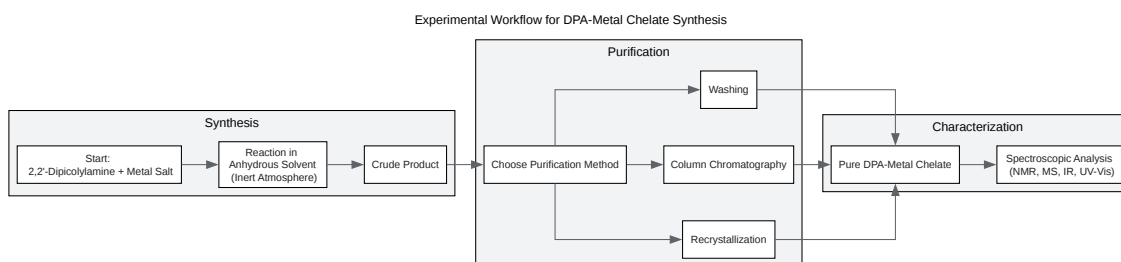 Experimental Workflow for DPA-Metal Chelate Synthesis
Synthesis
Start:
2,2'-Dipicolylamine + Metal Salt
Reaction in
Anhydrous Solvent
(Inert Atmosphere)
Crude Product
Purification
Choose Purification Method
Washing
Column Chromatography
Recrystallization
Characterization
Pure DPA-Metal Chelate
Spectroscopic Analysis
(NMR, MS, IR, UV-Vis)